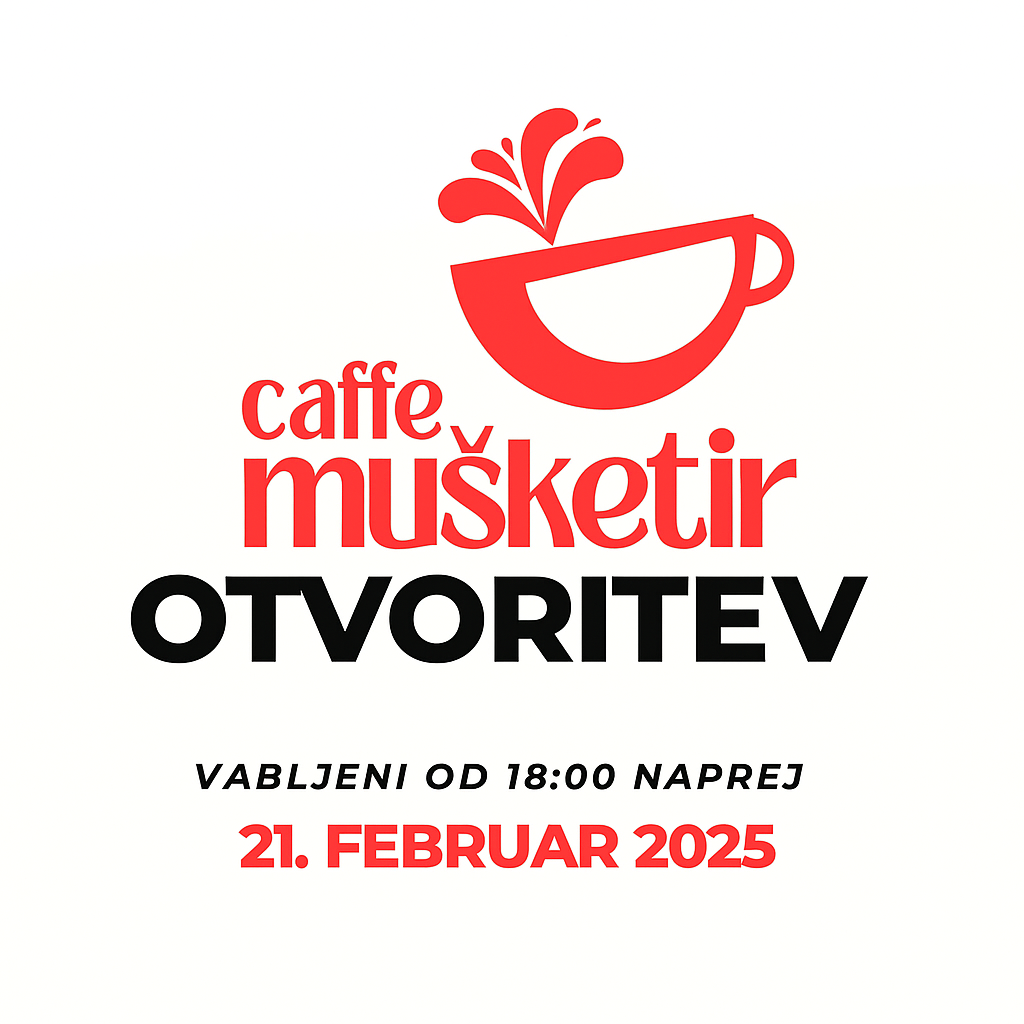 caffe
mušketir
OTVORITEV
VABLJENI OD 18:00 NAPREJ
21. FEBRUAR 2025